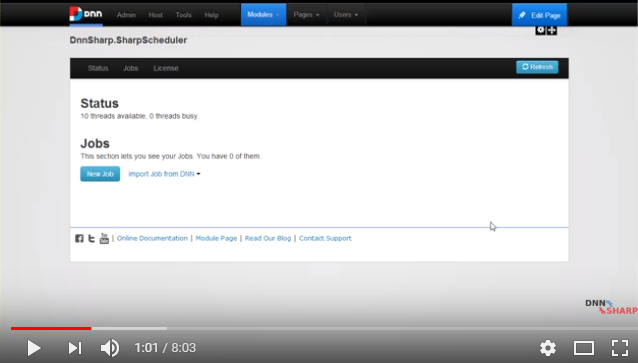 DNN Admin Host Tools Help Modules Pages Users Edit Page
DnnSharp.SharpScheduler
Status Jobs License Refresh
Status
10 threads available, 0 threads busy.
Jobs
This section lets you see your Jobs. You have 0 of them.
New Job Import Job from DNN
You Tube | Online Documentation | Module Page | Read Our Blog | Contact Support
DNN
SHARP
1:01 / 8:03